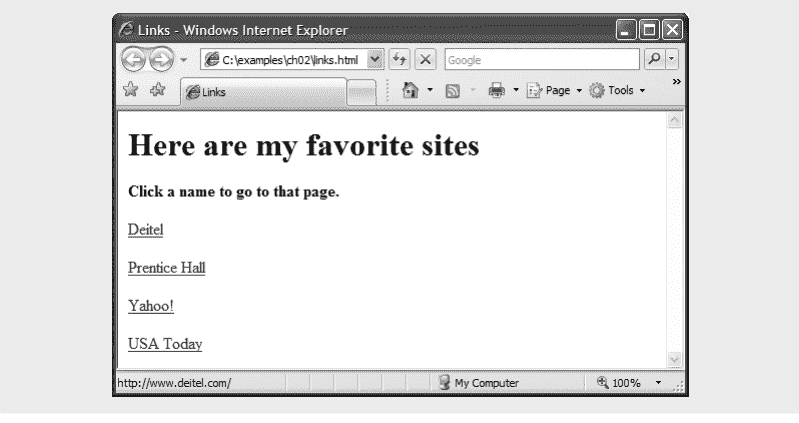 Links - Windows Internet Explorer
C:\examples\ch02\links.html
Google
Links
Page
Tools
»
Here are my favorite sites
Click a name to go to that page.
Deitel
Prentice Hall
Yahoo!
USA Today
http://www.deitel.com/
My Computer
100%